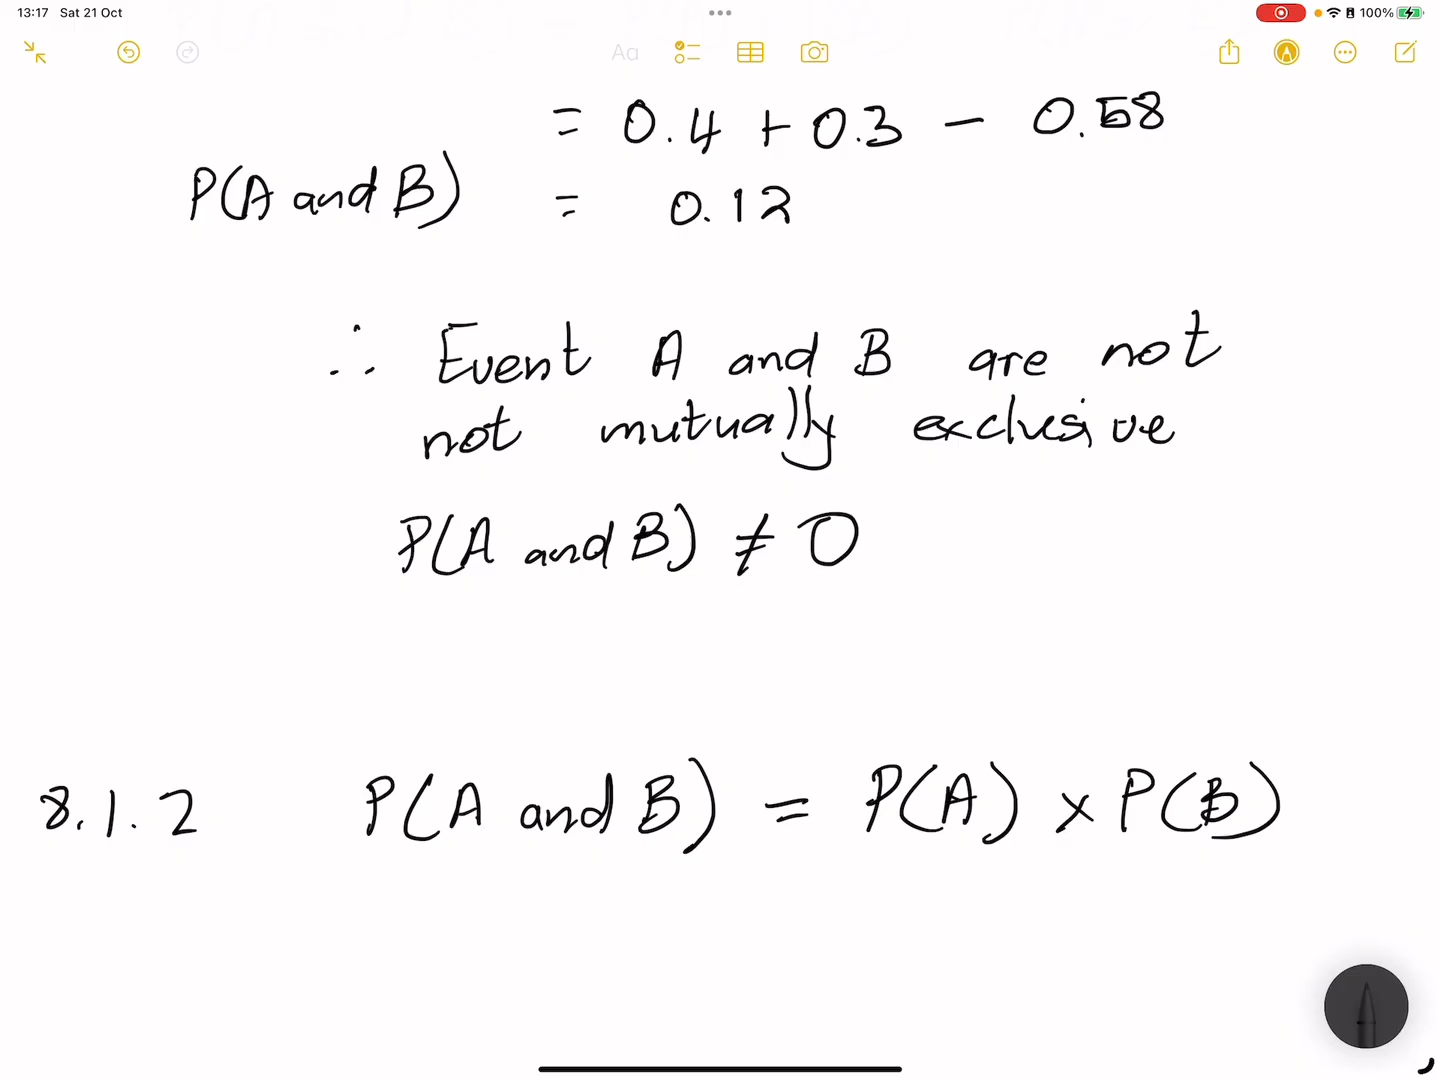 13:17 Sat 21 Oct
100%
Aa
= 0.4 + 0.3 - 0.58
P(A and B) = 0.12
∴ Event A and B are not
not mutually exclusive
P(A and B) ≠ 0
8.1.2 P(A and B) = P(A) × P(B)